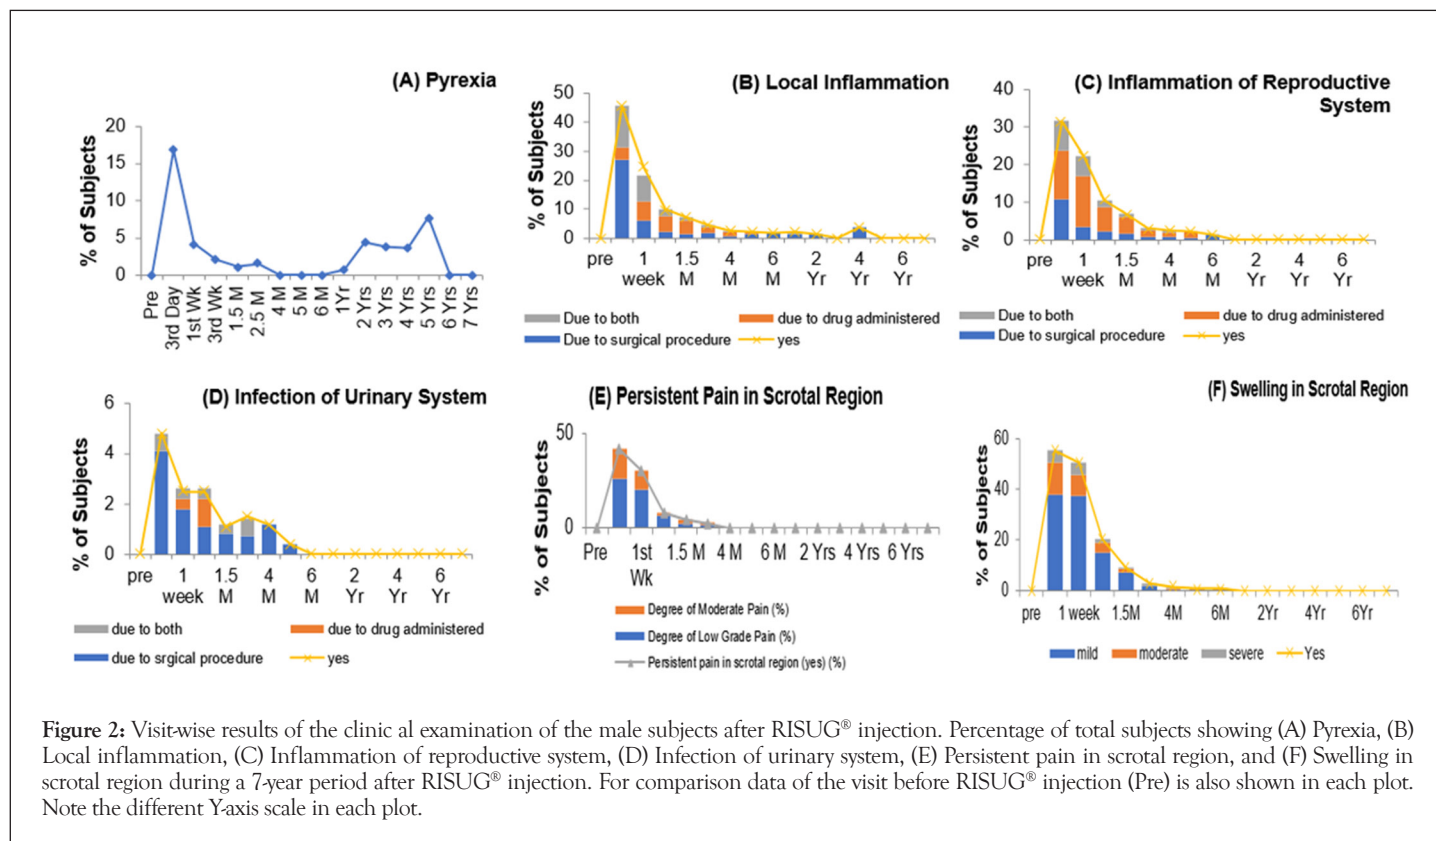 (A) Pyrexia
% of Subjects
20
15
10
5
0
Pre
3rd Day
1st Wk
3rd Wk
1.5 M
2.5 M
4 M
5 M
6 M
1 Yr
2 Yrs
3 Yrs
4 Yrs
5 Yrs
6 Yrs
7 Yrs
(B) Local Inflammation
% of Subjects
50
40
30
20
10
0
pre 1 1.5 4 6 2 4 6
week M M M Yr Yr Yr
Due to both due to drug administered
Due to surgical procedure yes
(C) Inflammation of Reproductive
System
% of Subjects
40
30
20
10
0
pre 1 1.5 4 6 2 4 6
week M M M Yr Yr Yr
Due to both due to drug administered
Due to surgical procedure yes
(D) Infection of Urinary System
% of Subjects
6
4
2
0
pre 1 1.5 4 6 2 4 6
week M M M Yr Yr Yr
due to both due to drug administered
due to srgical procedure yes
(E) Persistent Pain in Scrotal Region
% of Subjects
50
0
Pre 1st 1.5 M 4 M 6 M 2 Yrs 4 Yrs 6 Yrs
Wk
Degree of Moderate Pain (%)
Degree of Low Grade Pain (%)
Persistent pain in scrotal region (yes) (%)
(F) Swelling in Scrotal Region
% of Subjects
60
40
20
0
pre 1 week 1.5M 4M 6M 2Yr 4Yr 6Yr
mild moderate severe Yes
Figure 2: Visit-wise results of the clinic al examination of the male subjects after RISUG® injection. Percentage of total subjects showing (A) Pyrexia, (B)
Local inflammation, (C) Inflammation of reproductive system, (D) Infection of urinary system, (E) Persistent pain in scrotal region, and (F) Swelling in
scrotal region during a 7-year period after RISUG® injection. For comparison data of the visit before RISUG® injection (Pre) is also shown in each plot.
Note the different Y-axis scale in each plot.